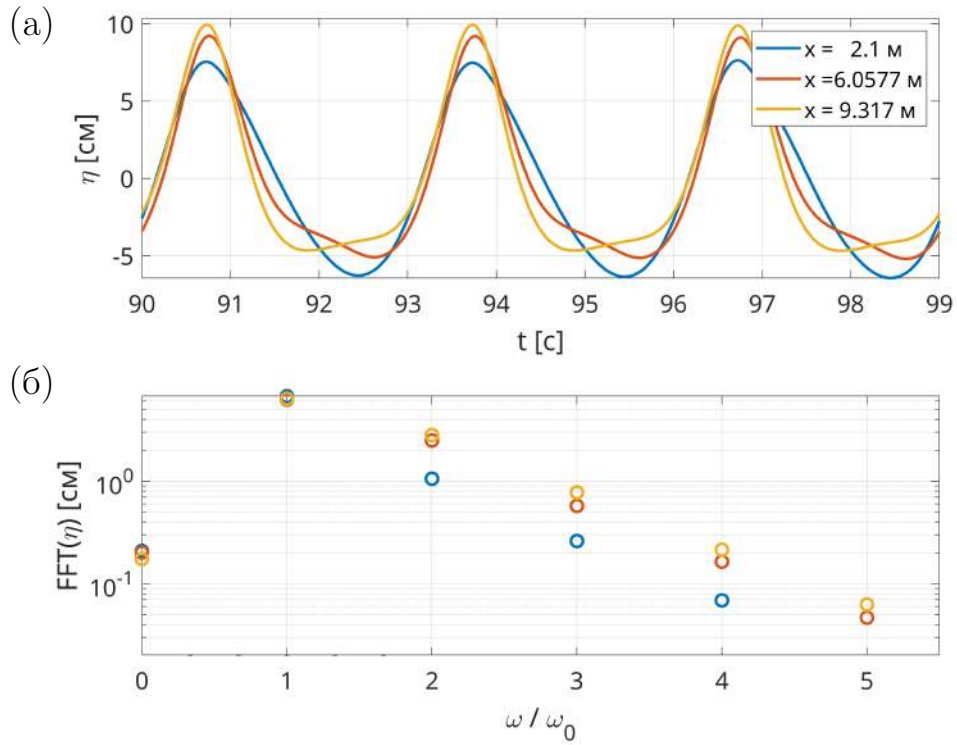 (а)
10
5
0
-5
η [см]
x = 2.1 м
x =6.0577 м
x = 9.317 м
90 91 92 93 94 95 96 97 98 99
t [с]
(б)
10⁰
10⁻¹
FFT(η) [см]
0 1 2 3 4 5
ω / ω₀